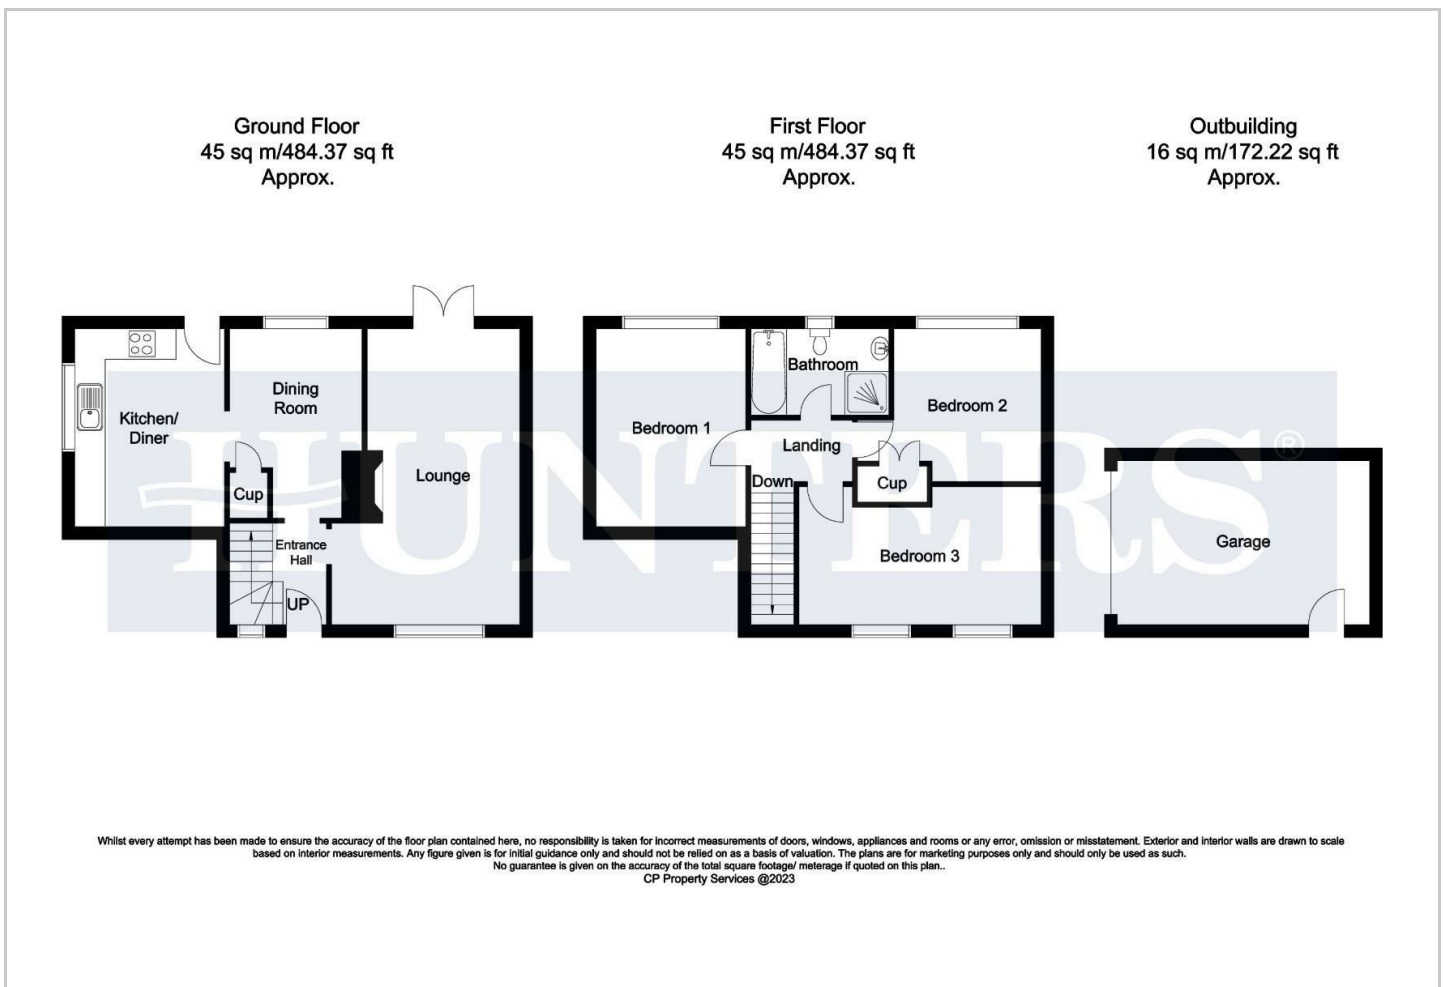 Ground Floor
45 sq m/484.37 sq ft
Approx.
First Floor
45 sq m/484.37 sq ft
Approx.
Outbuilding
16 sq m/172.22 sq ft
Approx.
Kitchen/
Diner
Dining
Room
Cup
Lounge
Entrance
Hall
UP
Bedroom 1
Bathroom
Bedroom 2
Landing
Down
Cup
Bedroom 3
Garage
HUNTERS®
Whilst every attempt has been made to ensure the accuracy of the floor plan contained here, no responsibility is taken for incorrect measurements of doors, windows, appliances and rooms or any error, omission or misstatement. Exterior and interior walls are drawn to scale
based on interior measurements. Any figure given is for initial guidance only and should not be relied on as a basis of valuation. The plans are for marketing purposes only and should only be used as such.
No guarantee is given on the accuracy of the total square footage/ meterage if quoted on this plan..
CP Property Services @2023